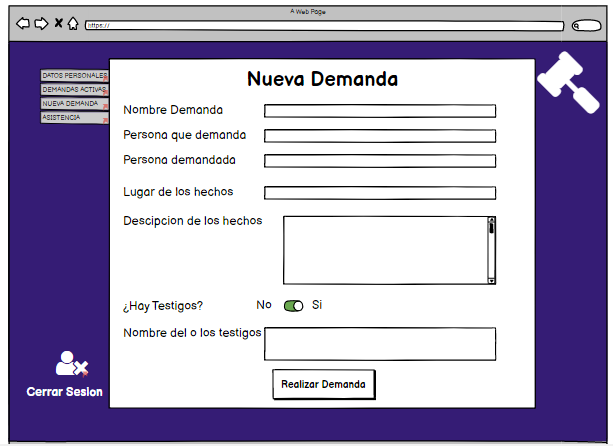 A Web Page
https://
DATOS PERSONALES
DEMANDAS ACTIVAS
NUEVA DEMANDA
ASISTENCIA
Nueva Demanda
Nombre Demanda
Persona que demanda
Persona demandada
Lugar de los hechos
Descipcion de los hechos
¿Hay Testigos? No Si
Nombre del o los testigos
Realizar Demanda
Cerrar Sesion